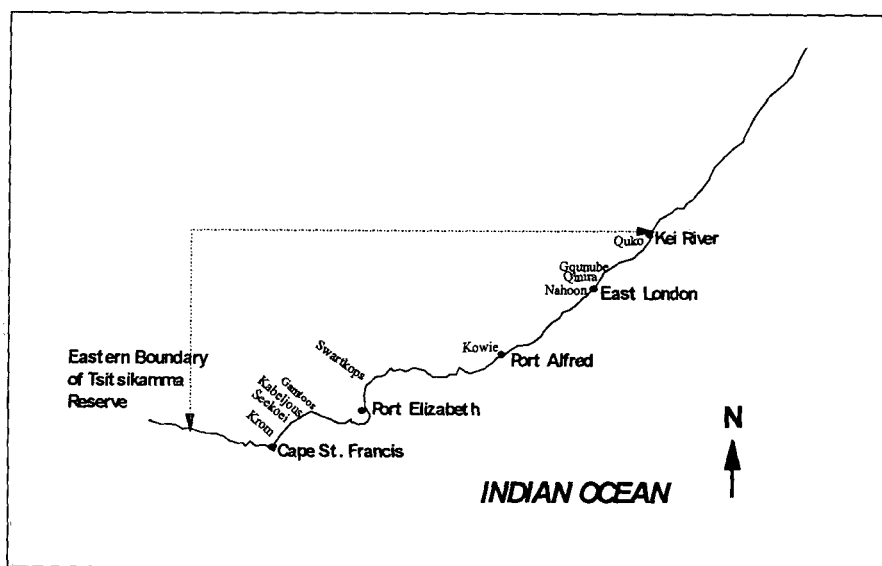 Quko
Kei River
Gqunube
Q'inira
Nahoon
East London
Kowie
Port Alfred
Swartkops
Eastern Boundary
of Tsitsikamma
Reserve
Gamtoos
Kabeljous
Seekoei
Krom
Port Elizabeth
Cape St. Francis
N
INDIAN OCEAN